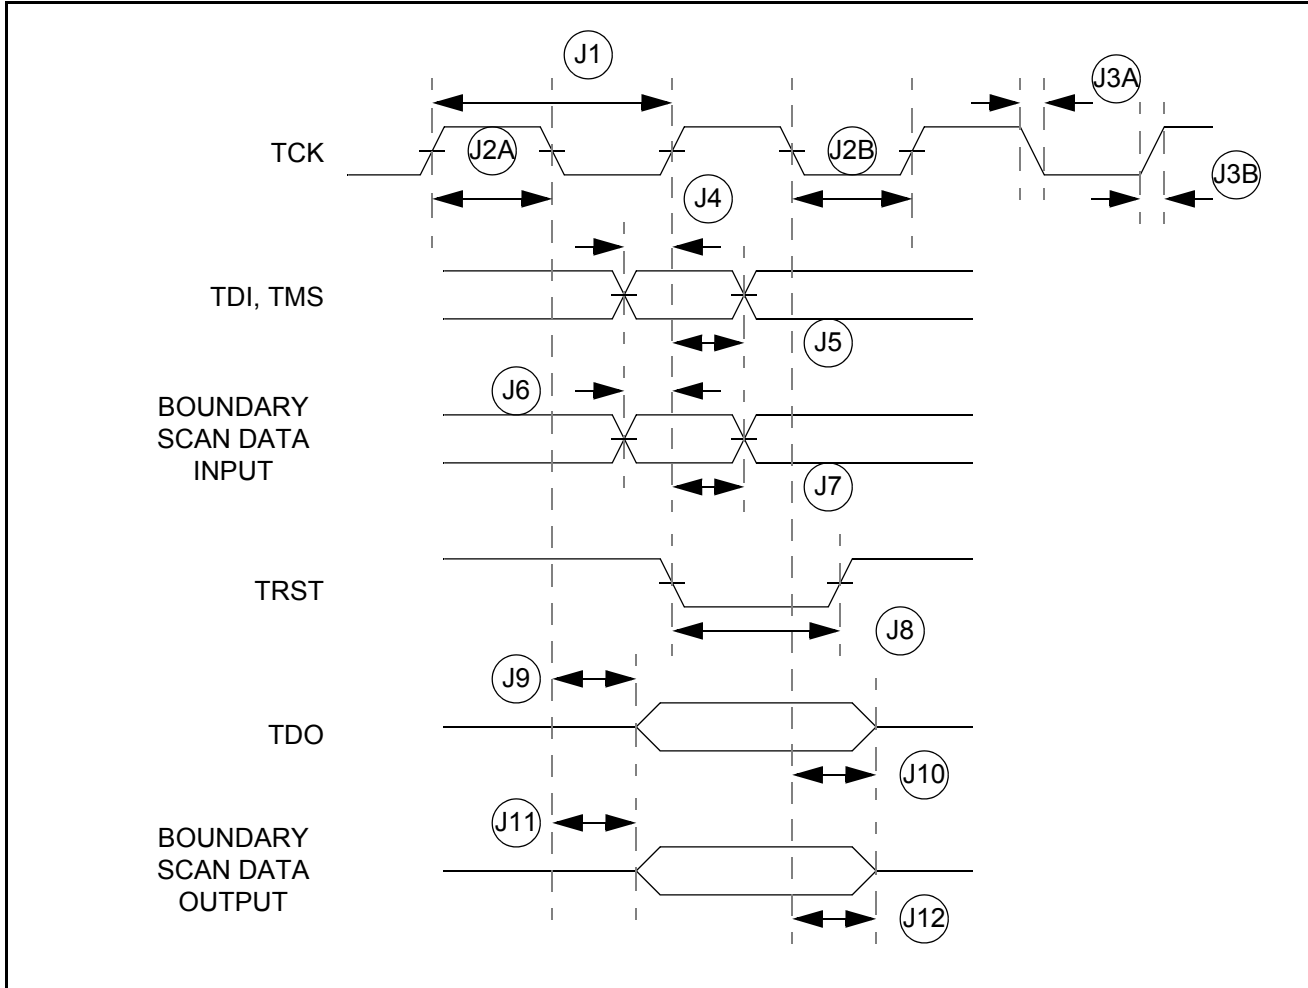 J1
J3A
TCK
J2A
J2B
J3B
J4
TDI, TMS
J5
J6
BOUNDARY
SCAN DATA
INPUT
J7
TRST
J8
J9
TDO
J10
J11
BOUNDARY
SCAN DATA
OUTPUT
J12